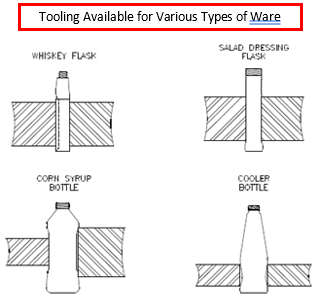 Tooling Available for Various Types of Ware
WHISKEY FLASK
SALAD DRESSING
FLASK
CORN SYRUP
BOTTLE
COOLER
BOTTLE